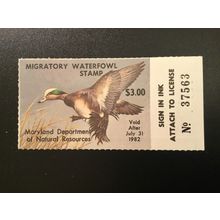 MIGRATORY WATERFOWL
STAMP
$3.00
Maryland Department
of Natural Resources
Void
After
July 31
1982
SIGN IN INK
ATTACH TO LICENSE
No 37563